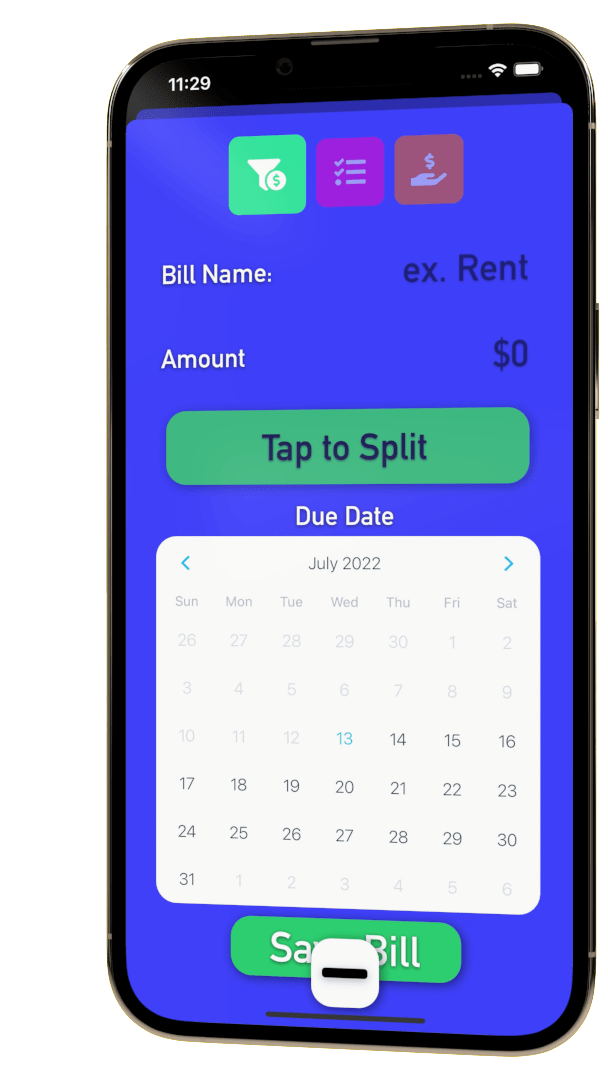 11:29
Bill Name: ex. Rent
Amount $0
Tap to Split
Due Date
July 2022
Sun Mon Tue Wed Thu Fri Sat
26 27 28 29 30 1 2
3 4 5 6 7 8 9
10 11 12 13 14 15 16
17 18 19 20 21 22 23
24 25 26 27 28 29 30
31 1 2 3 4 5 6
Bill